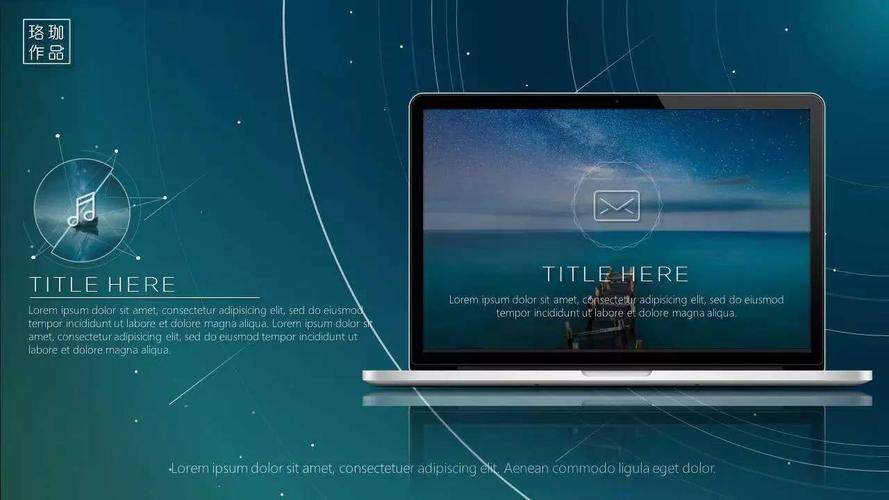 珞珈
作品
TITLE HERE
Lorem ipsum dolor sit amet, consectetur adipisicing elit, sed do eiusmod
tempor incididunt ut labore et dolore magna aliqua. Lorem ipsum dolor sit
amet, consectetur adipisicing elit, sed do eiusmod tempor incididunt ut
labore et dolore magna aliqua.
TITLE HERE
Lorem ipsum dolor sit amet, consectetur adipisicing elit, sed do eiusmod
tempor incididunt ut labore et dolore magna aliqua.
Lorem ipsum dolor sit amet, consectetuer adipiscing elit. Aenean commodo ligula eget dolor.